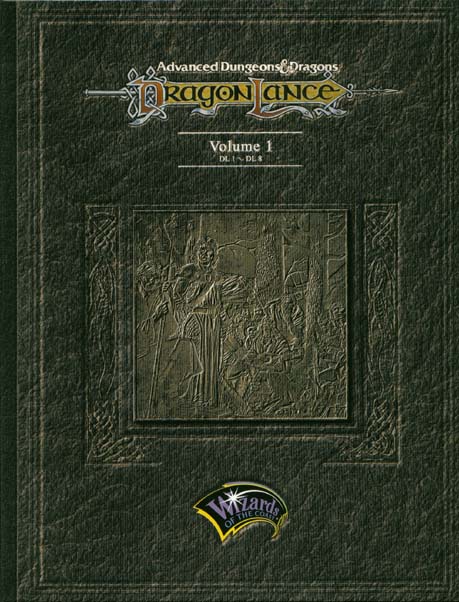 Advanced Dungeons & Dragons
DRAGONLANCE
Volume 1
DL 1 ~ DL 8
WIZARDS
OF THE COAST